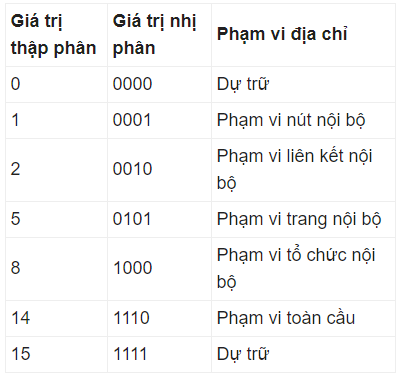 Giá trị thập phân | Giá trị nhị phân | Phạm vi địa chỉ
0 | 0000 | Dự trữ
1 | 0001 | Phạm vi nút nội bộ
2 | 0010 | Phạm vi liên kết nội bộ
5 | 0101 | Phạm vi trang nội bộ
8 | 1000 | Phạm vi tổ chức nội bộ
14 | 1110 | Phạm vi toàn cầu
15 | 1111 | Dự trữ